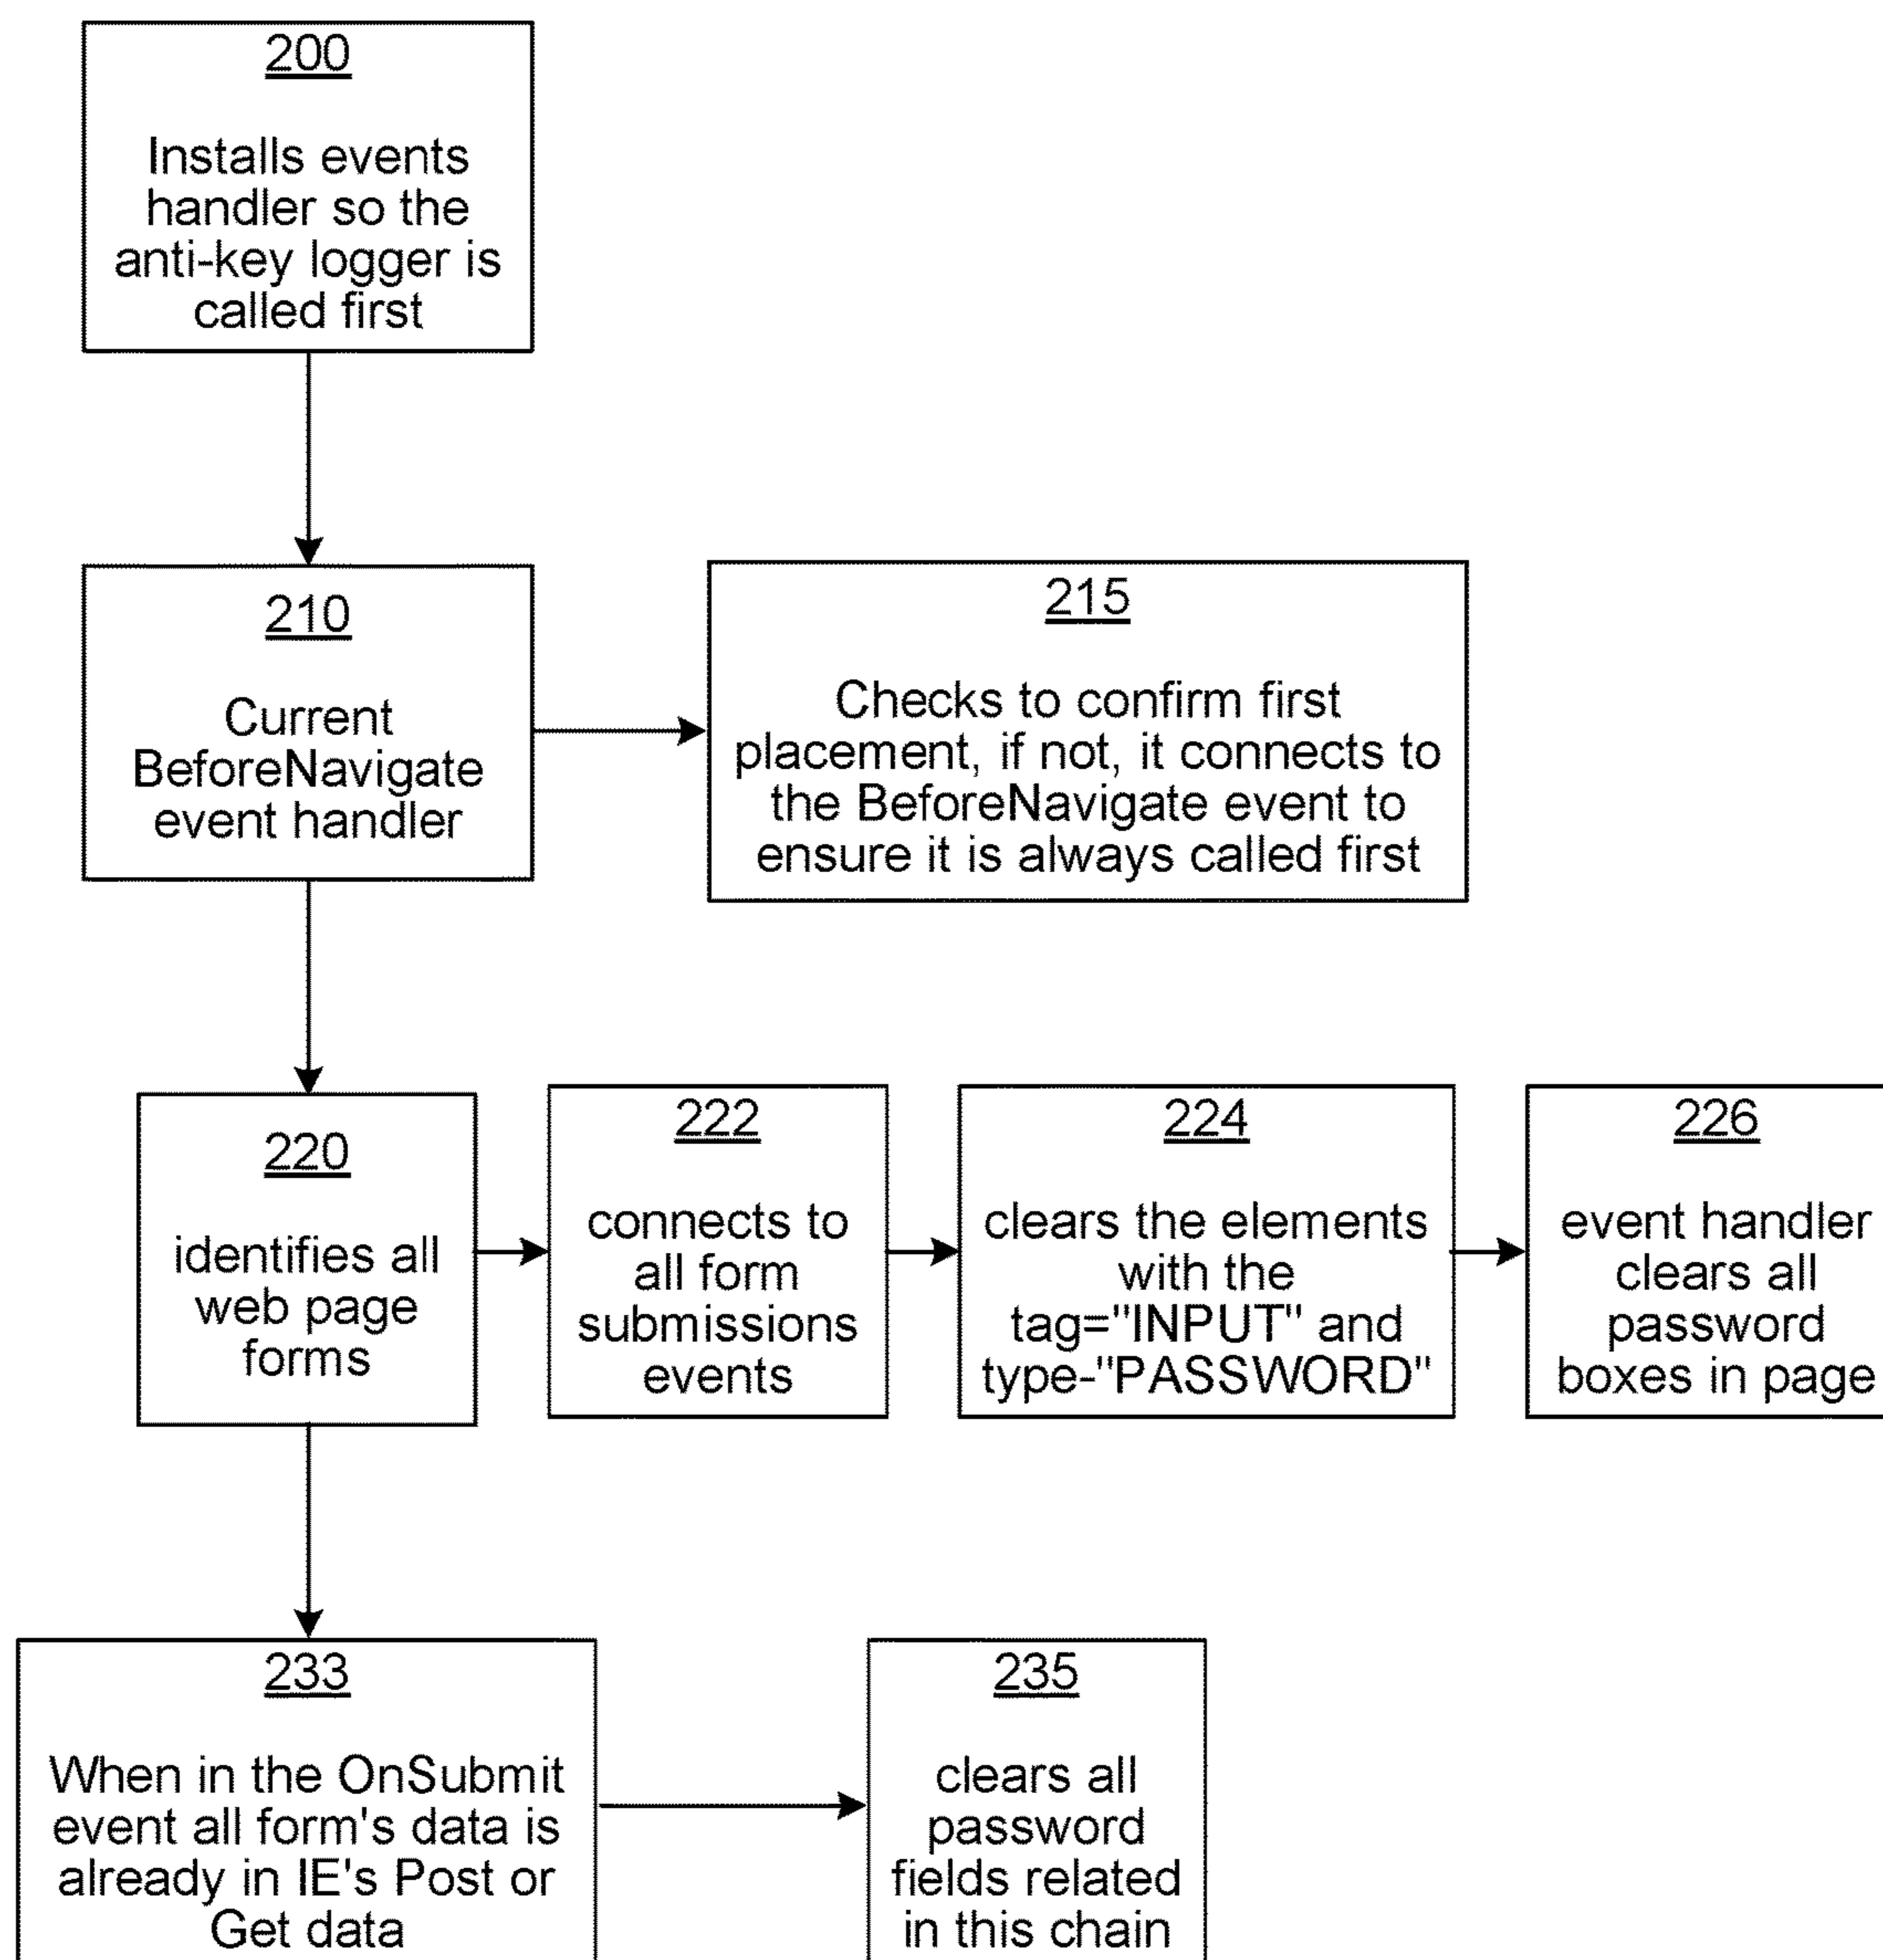 200
Installs events
handler so the
anti-key logger is
called first
210
Current
BeforeNavigate
event handler
215
Checks to confirm first
placement, if not, it connects to
the BeforeNavigate event to
ensure it is always called first
220
identifies all
web page
forms
222
connects to
all form
submissions
events
224
clears the elements
with the
tag="INPUT" and
type-"PASSWORD"
226
event handler
clears all
password
boxes in page
233
When in the OnSubmit
event all form's data is
already in IE's Post or
Get data
235
clears all
password
fields related
in this chain